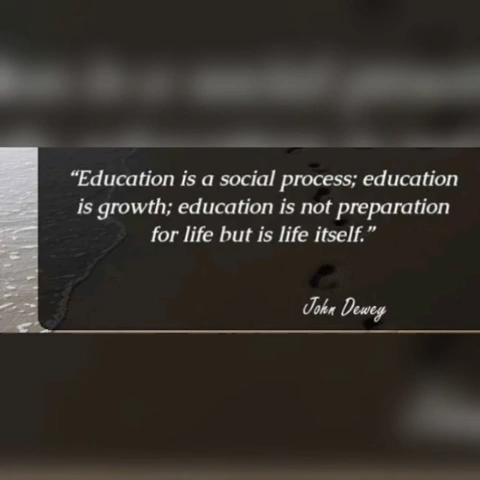 “Education is a social process; education
is growth; education is not preparation
for life but is life itself.”
John Dewey